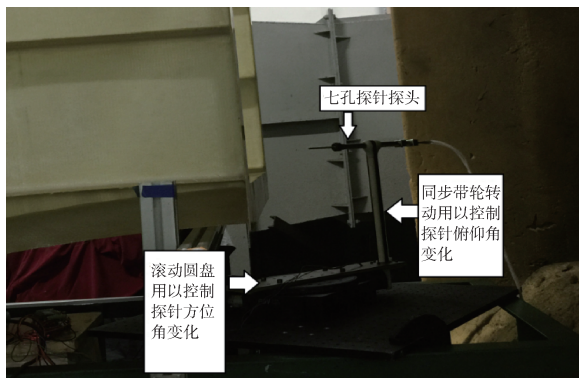 七孔探针探头
同步带轮转
动用以控制
探针俯仰角
变化
滚动圆盘
用以控制
探针方位
角变化